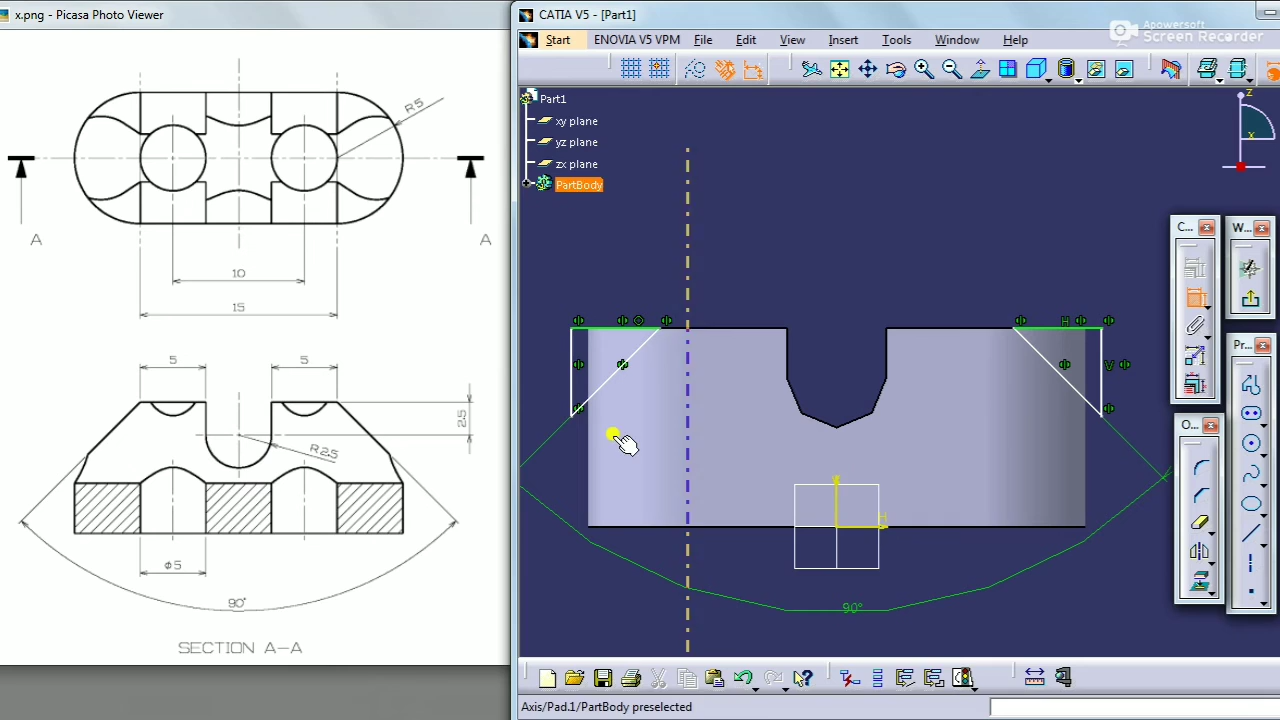 x.png - Picasa Photo Viewer
R5
A
A
10
15
5
5
2.5
R2.5
ø5
90°
SECTION A-A
CATIA V5 - [Part1]
Apowersoft
Screen Recorder
Start
ENOVIA V5 VPM
File
Edit
View
Insert
Tools
Window
Help
Part1
xy plane
yz plane
zx plane
PartBody
z
x
C...
W...
Pr...
O...
H
V
H
90°
Axis/Pad.1/PartBody preselected